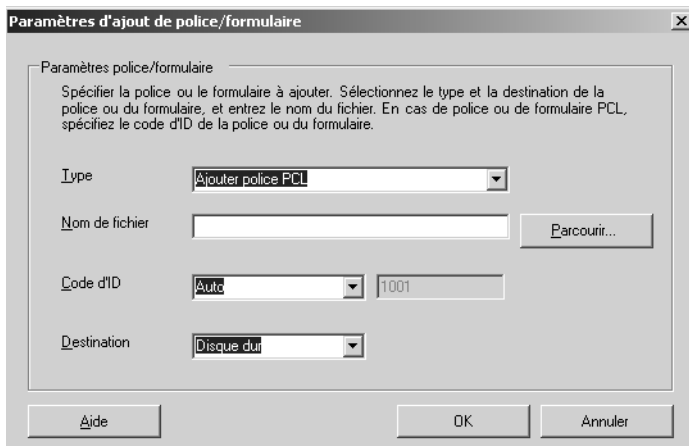 Paramètres d'ajout de police/formulaire
Paramètres police/formulaire
Spécifier la police ou le formulaire à ajouter. Sélectionnez le type et la destination de la
police ou du formulaire, et entrez le nom du fichier. En cas de police ou de formulaire PCL,
spécifiez le code d'ID de la police ou du formulaire.
Type
Ajouter police PCL
Nom de fichier
Parcourir...
Code d'ID
Auto
1001
Destination
Disque dur
Aide
OK
Annuler